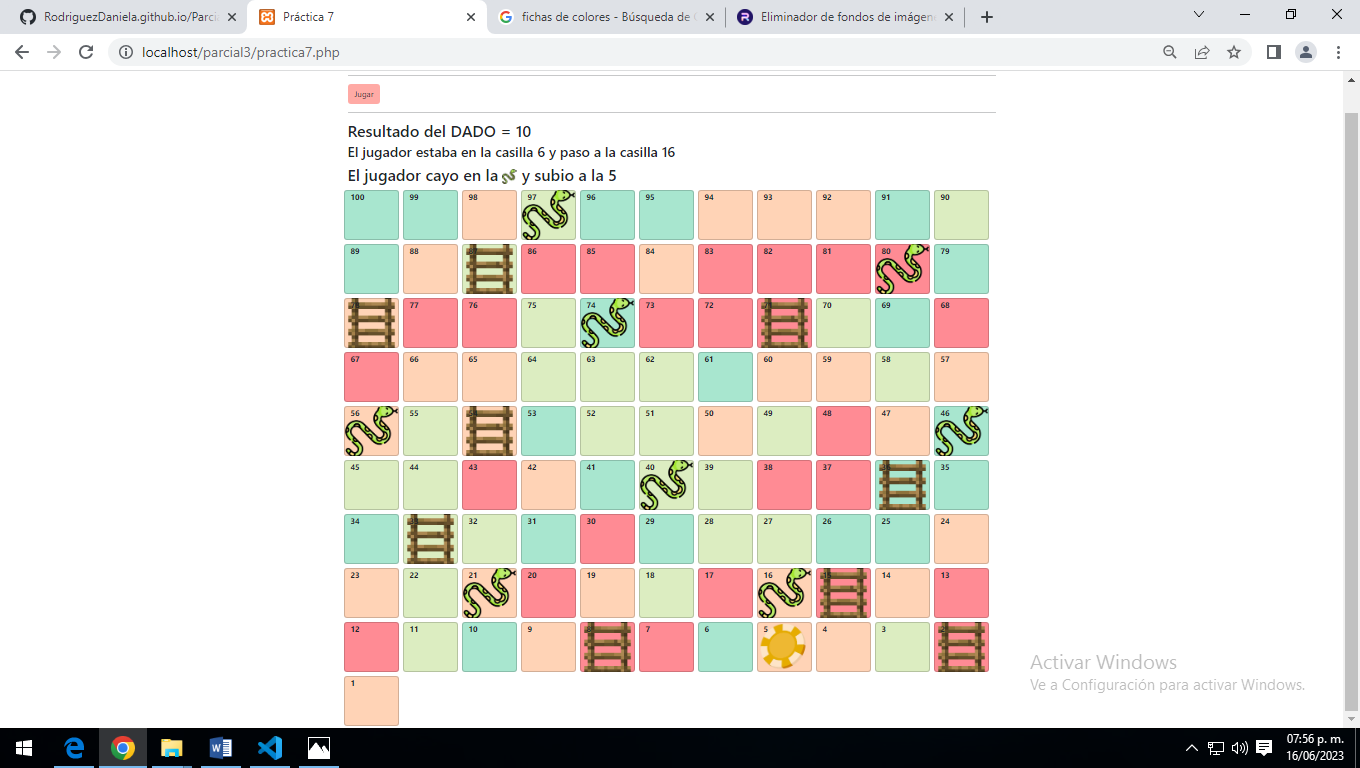 RodriguezDaniela.github.io/Parcia
Práctica 7
fichas de colores - Búsqueda de G
Eliminador de fondos de imágene
localhost/parcial3/practica7.php
Jugar
Resultado del DADO = 10
El jugador estaba en la casilla 6 y paso a la casilla 16
El jugador cayo en la y subio a la 5
100 99 98 97 96 95 94 93 92 91 90
89 88 86 85 84 83 82 81 80 79
77 76 75 74 73 72 70 69 68
67 66 65 64 63 62 61 60 59 58 57
56 55 53 52 51 50 49 48 47 46
45 44 43 42 41 40 39 38 37 35
34 32 31 30 29 28 27 26 25 24
23 22 21 20 19 18 17 16 14 13
12 11 10 9 7 6 5 4 3
1
Activar Windows
Ve a Configuración para activar Windows.
07:56 p. m.
16/06/2023